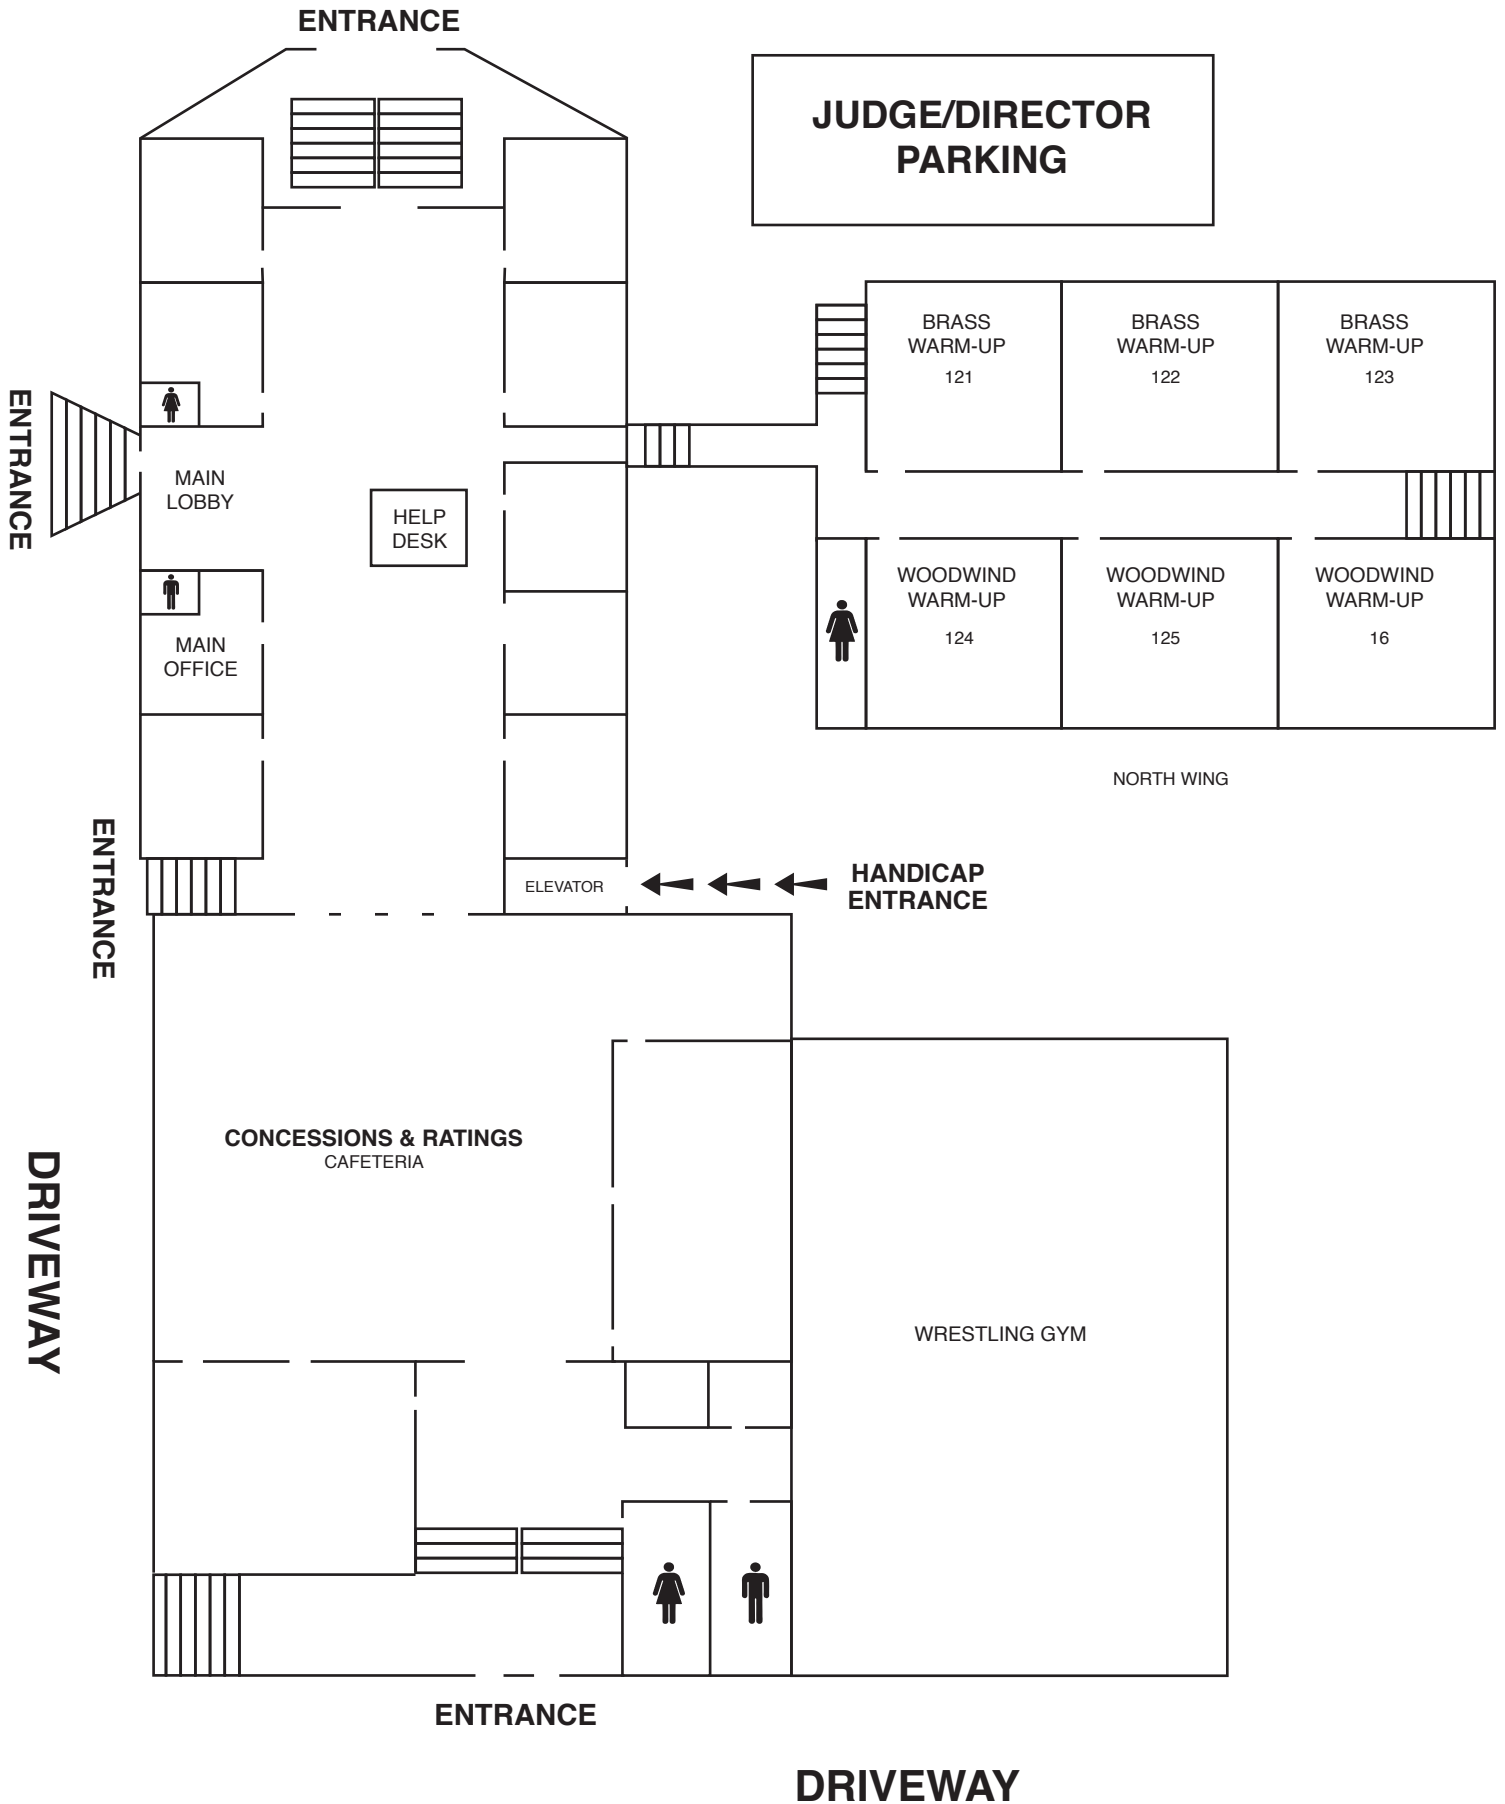 ENTRANCE
JUDGE/DIRECTOR
PARKING
BRASS
WARM-UP
121
BRASS
WARM-UP
122
BRASS
WARM-UP
123
ENTRANCE
MAIN
LOBBY
HELP
DESK
WOODWIND
WARM-UP
124
WOODWIND
WARM-UP
125
WOODWIND
WARM-UP
16
MAIN
OFFICE
NORTH WING
ENTRANCE
ELEVATOR
HANDICAP
ENTRANCE
CONCESSIONS & RATINGS
CAFETERIA
DRIVEWAY
WRESTLING GYM
ENTRANCE
DRIVEWAY